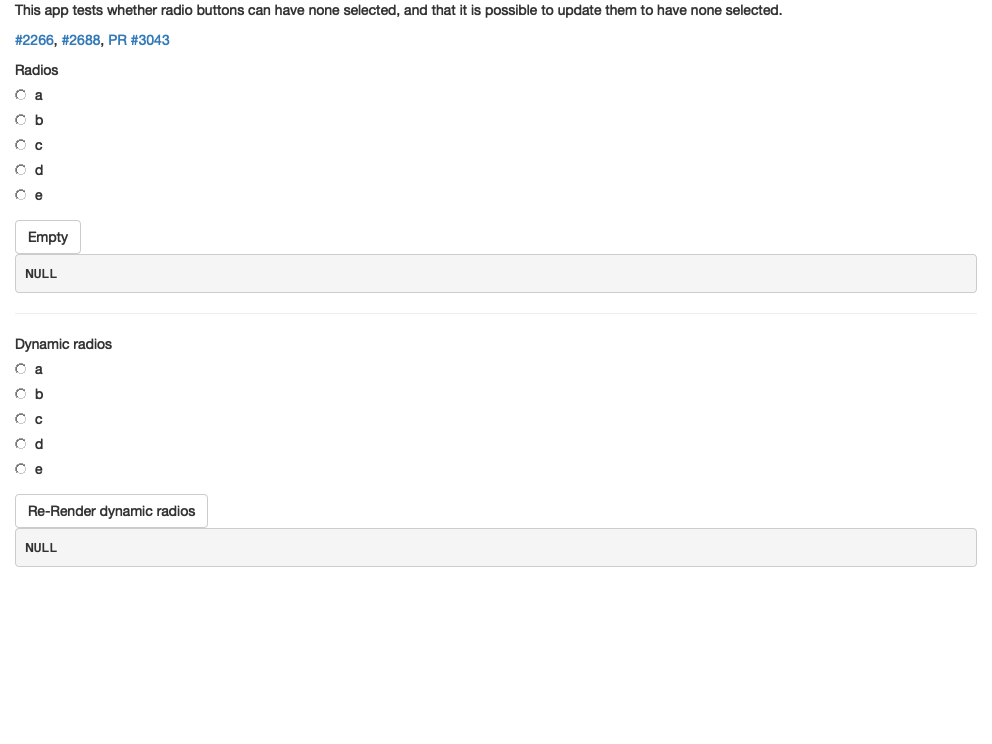 This app tests whether radio buttons can have none selected, and that it is possible to update them to have none selected.
#2266, #2688, PR #3043
Radios
a
b
c
d
e
Empty
NULL
Dynamic radios
a
b
c
d
e
Re-Render dynamic radios
NULL